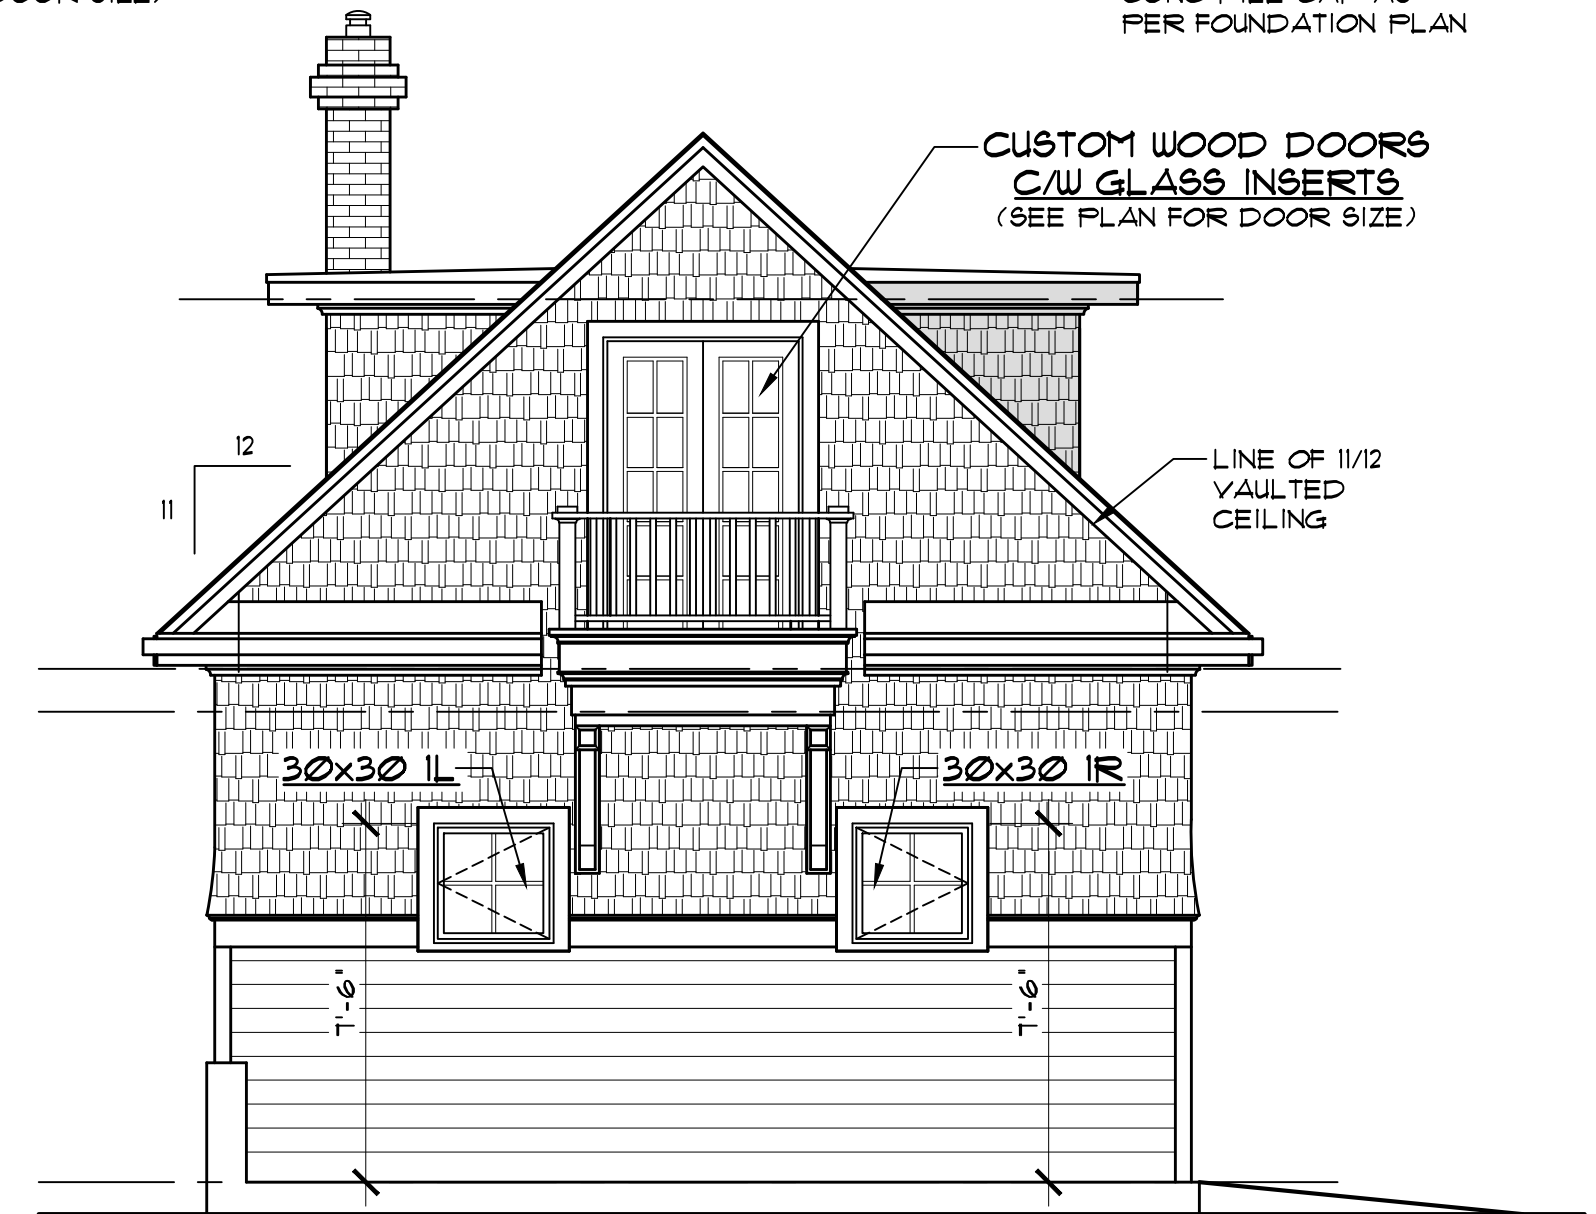 PER FOUNDATION PLAN
CUSTOM WOOD DOORS
C/W GLASS INSERTS
(SEE PLAN FOR DOOR SIZE)
12
11
LINE OF 11/12
VAULTED
CEILING
30x30 1L
30x30 1R
7'-6"
7'-6"